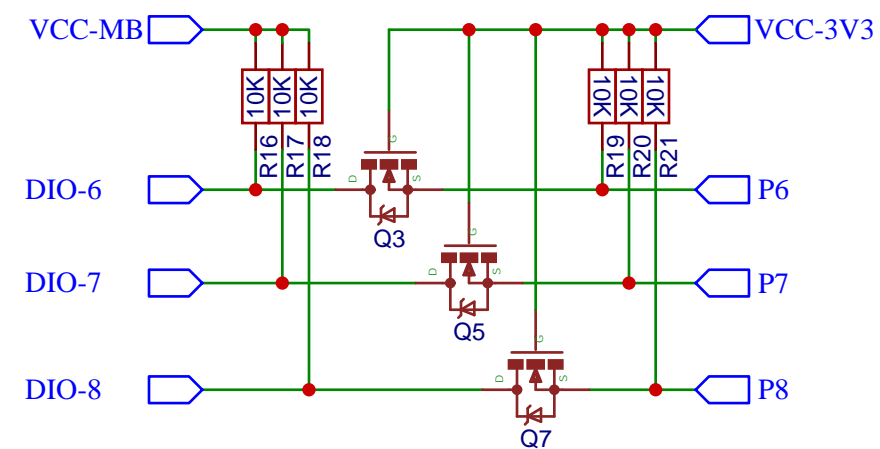 VCC-MB
VCC-3V3
10K
10K
10K
10K
10K
10K
R16
R17
R18
R19
R20
R21
G
D
S
DIO-6
P6
Q3
G
D
S
DIO-7
P7
Q5
G
D
S
DIO-8
P8
Q7